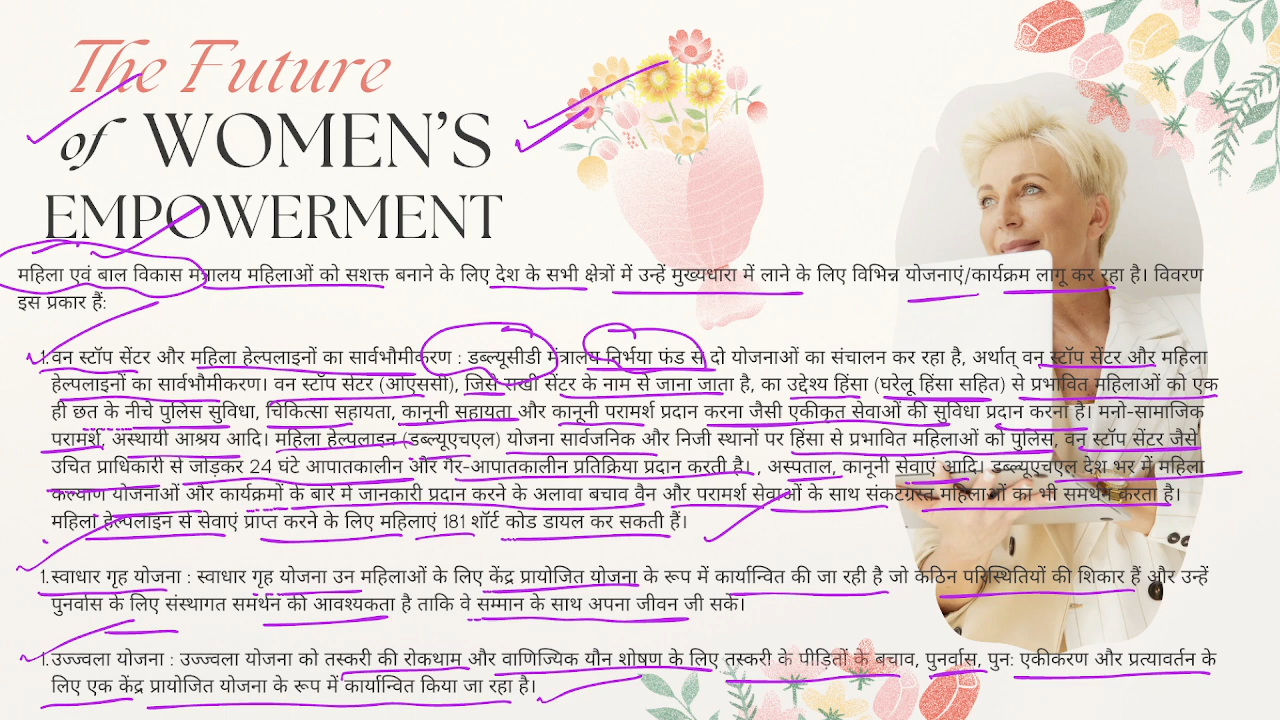 The Future
of WOMEN'S
EMPOWERMENT
महिला एवं बाल विकास मंत्रालय महिलाओं को सशक्त बनाने के लिए देश के सभी क्षेत्रों में उन्हें मुख्यधारा में लाने के लिए विभिन्न योजनाएं/कार्यक्रम लागू कर रहा है। विवरण
इस प्रकार हैं:
1. वन स्टॉप सेंटर और महिला हेल्पलाइनों का सार्वभौमीकरण : डब्ल्यूसीडी मंत्रालय निर्भया फंड से दो योजनाओं का संचालन कर रहा है, अर्थात् वन स्टॉप सेंटर और महिला
हेल्पलाइनों का सार्वभौमीकरण। वन स्टॉप सेंटर (ओएससी), जिसे सखी सेंटर के नाम से जाना जाता है, का उद्देश्य हिंसा (घरेलू हिंसा सहित) से प्रभावित महिलाओं को एक
ही छत के नीचे पुलिस सुविधा, चिकित्सा सहायता, कानूनी सहायता और कानूनी परामर्श प्रदान करना जैसी एकीकृत सेवाओं की सुविधा प्रदान करना है। मनो-सामाजिक
परामर्श, अस्थायी आश्रय आदि। महिला हेल्पलाइन (डब्ल्यूएचएल) योजना सार्वजनिक और निजी स्थानों पर हिंसा से प्रभावित महिलाओं को पुलिस, वन स्टॉप सेंटर जैसे
उचित प्राधिकारी से जोड़कर 24 घंटे आपातकालीन और गैर-आपातकालीन प्रतिक्रिया प्रदान करती है। , अस्पताल, कानूनी सेवाएं आदि। डब्ल्यूएचएल देश भर में महिला
कल्याण योजनाओं और कार्यक्रमों के बारे में जानकारी प्रदान करने के अलावा बचाव वैन और परामर्श सेवाओं के साथ संकटग्रस्त महिलाओं का भी समर्थन करता है।
महिला हेल्पलाइन से सेवाएं प्राप्त करने के लिए महिलाएं 181 शॉर्ट कोड डायल कर सकती हैं।
1. स्वाधार गृह योजना : स्वाधार गृह योजना उन महिलाओं के लिए केंद्र प्रायोजित योजना के रूप में कार्यान्वित की जा रही है जो कठिन परिस्थितियों की शिकार हैं और उन्हें
पुनर्वास के लिए संस्थागत समर्थन की आवश्यकता है ताकि वे सम्मान के साथ अपना जीवन जी सकें।
1. उज्ज्वला योजना : उज्ज्वला योजना को तस्करी की रोकथाम और वाणिज्यिक यौन शोषण के लिए तस्करी के पीड़ितों के बचाव, पुनर्वास, पुन: एकीकरण और प्रत्यावर्तन के
लिए एक केंद्र प्रायोजित योजना के रूप में कार्यान्वित किया जा रहा है।